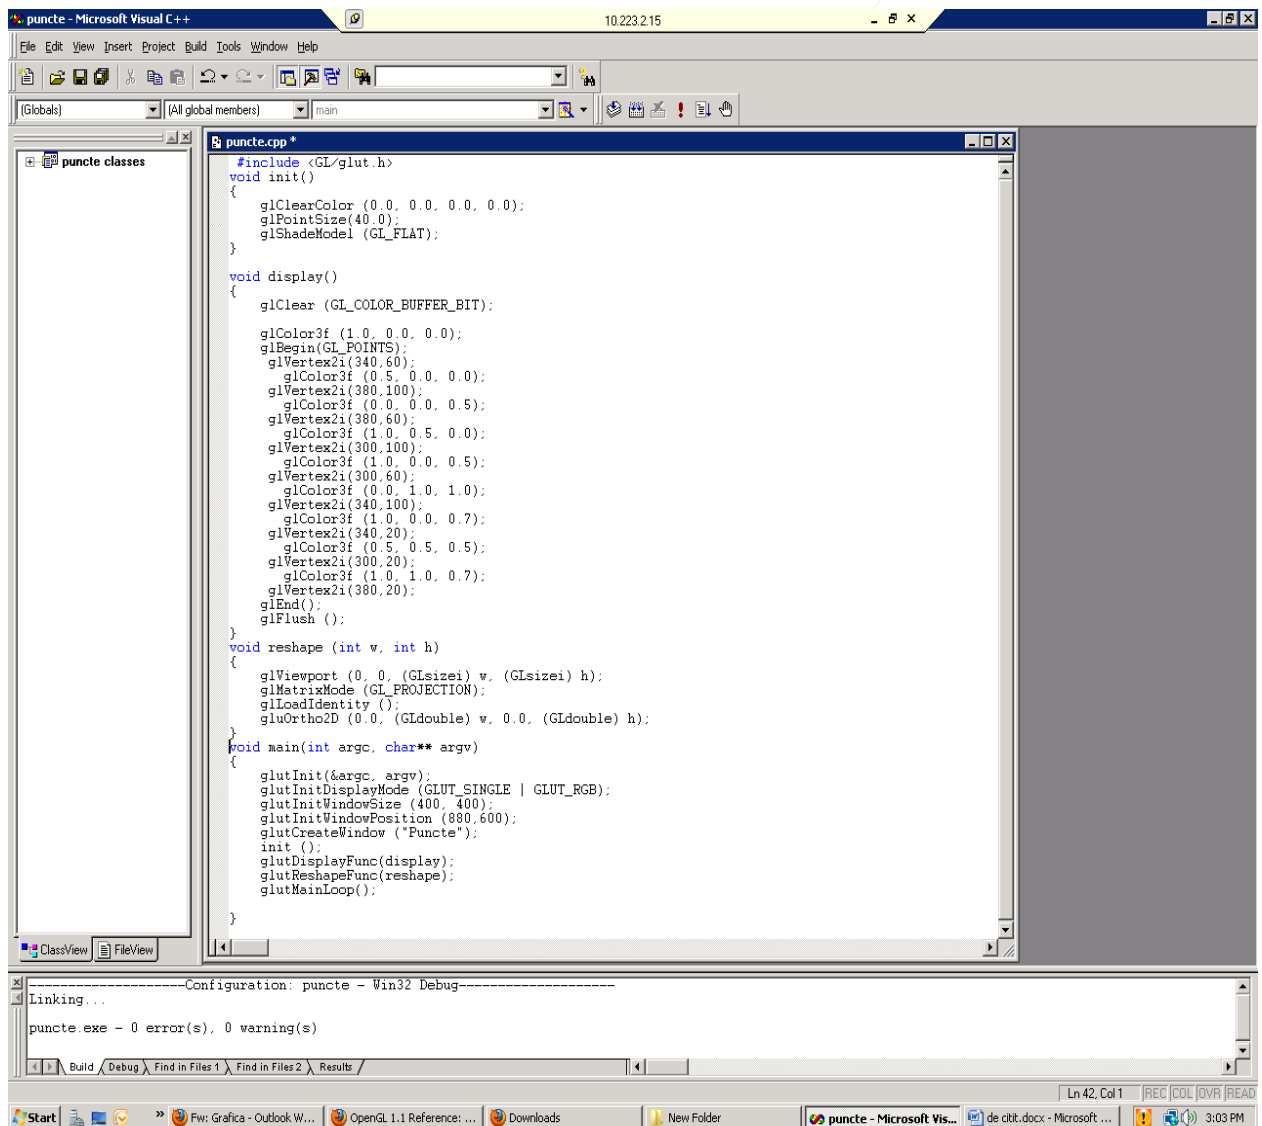 puncte - Microsoft Visual C++
10.223.2.15
File Edit View Insert Project Build Tools Window Help
(Globals) (All global members) main
puncte classes
puncte.cpp *
#include <GL/glut.h>
void init()
{
glClearColor (0.0, 0.0, 0.0, 0.0);
glPointSize(40.0);
glShadeModel (GL_FLAT);
}
void display()
{
glClear (GL_COLOR_BUFFER_BIT);
glColor3f (1.0, 0.0, 0.0);
glBegin(GL_POINTS);
glVertex2i(340,60);
glColor3f (0.5, 0.0, 0.0);
glVertex2i(380,100);
glColor3f (0.0, 0.0, 0.5);
glVertex2i(380,60);
glColor3f (1.0, 0.5, 0.0);
glVertex2i(300,100);
glColor3f (1.0, 0.0, 0.5);
glVertex2i(300,60);
glColor3f (0.0, 1.0, 1.0);
glVertex2i(340,100);
glColor3f (1.0, 0.0, 0.7);
glVertex2i(340,20);
glColor3f (0.5, 0.5, 0.5);
glVertex2i(300,20);
glColor3f (1.0, 1.0, 0.7);
glVertex2i(380,20);
glEnd();
glFlush ();
}
void reshape (int w, int h)
{
glViewport (0, 0, (GLsizei) w, (GLsizei) h);
glMatrixMode (GL_PROJECTION);
glLoadIdentity ();
gluOrtho2D (0.0, (GLdouble) w, 0.0, (GLdouble) h);
}
void main(int argc, char** argv)
{
glutInit(&argc, argv);
glutInitDisplayMode (GLUT_SINGLE | GLUT_RGB);
glutInitWindowSize (400, 400);
glutInitWindowPosition (880,600);
glutCreateWindow ("Puncte");
init ();
glutDisplayFunc(display);
glutReshapeFunc(reshape);
glutMainLoop();
}
ClassView FileView
--------------------Configuration: puncte - Win32 Debug--------------------
Linking...
puncte.exe - 0 error(s), 0 warning(s)
Build Debug Find in Files 1 Find in Files 2 Results
Ln 42, Col 1 REC COL OVR READ
Start » Fw: Grafica - Outlook W... OpenGL 1.1 Reference: ... Downloads New Folder puncte - Microsoft Vis... de citit.docx - Microsoft ... 3:03 PM